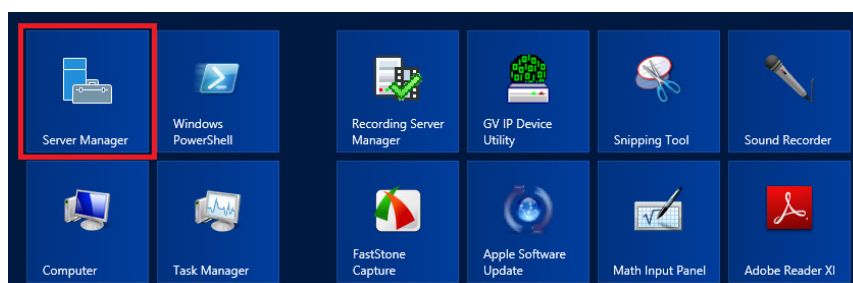 Server Manager
Windows
PowerShell
Recording Server
Manager
GV IP Device
Utility
Snipping Tool
Sound Recorder
Computer
Task Manager
FastStone
Capture
Apple Software
Update
Math Input Panel
Adobe Reader XI